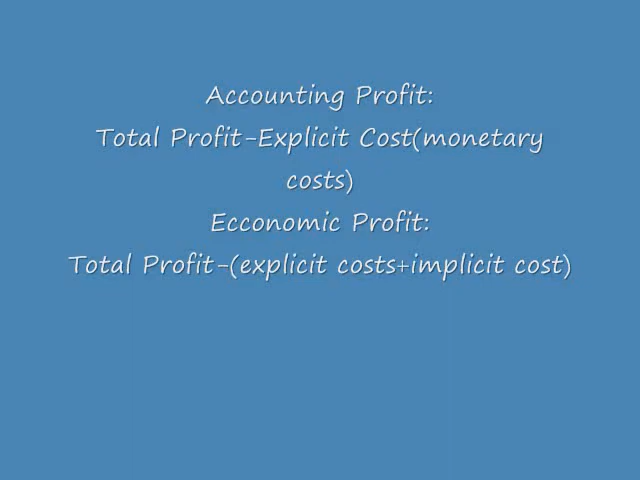 Accounting Profit:
Total Profit-Explicit Cost(monetary
costs)
Ecconomic Profit:
Total Profit-(explicit costs+implicit cost)